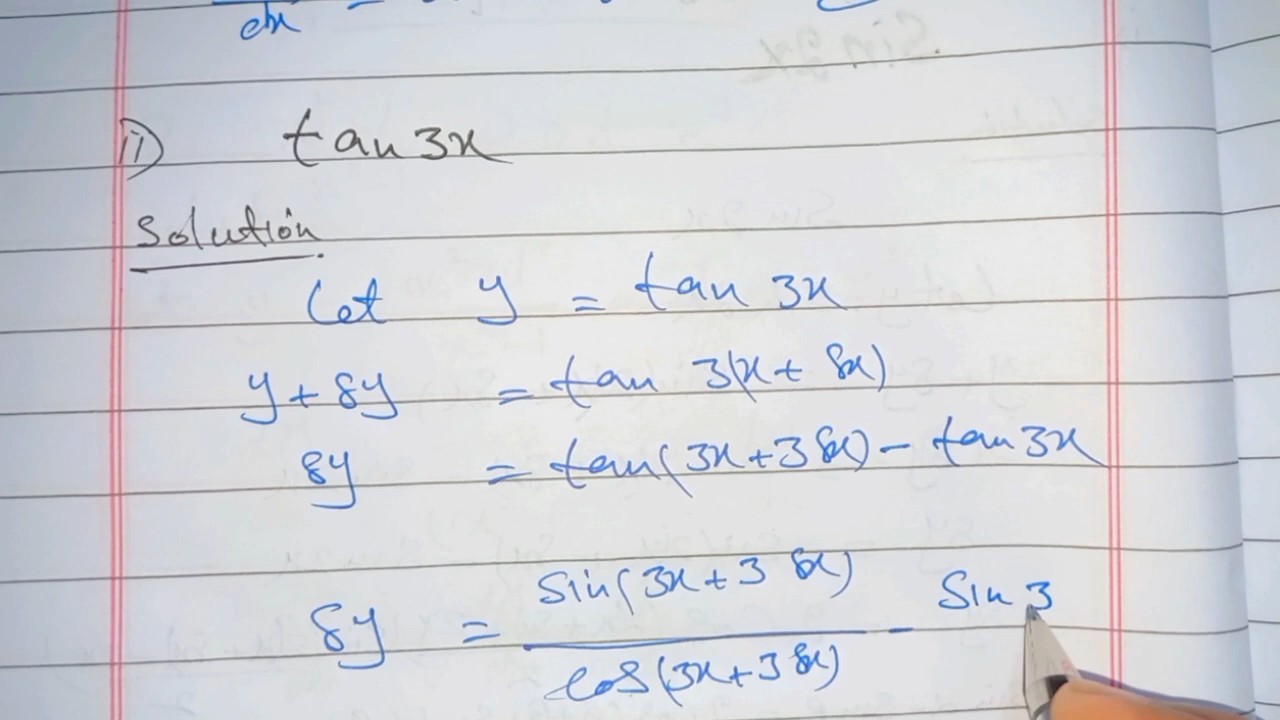 dx =
ii) tan 3x
Solution
Let y = tan 3x
y + δy = tan 3(x + δx)
δy = tan(3x + 3δx) - tan 3x
δy = sin(3x + 3δx) / cos(3x + 3δx) - Sin 3